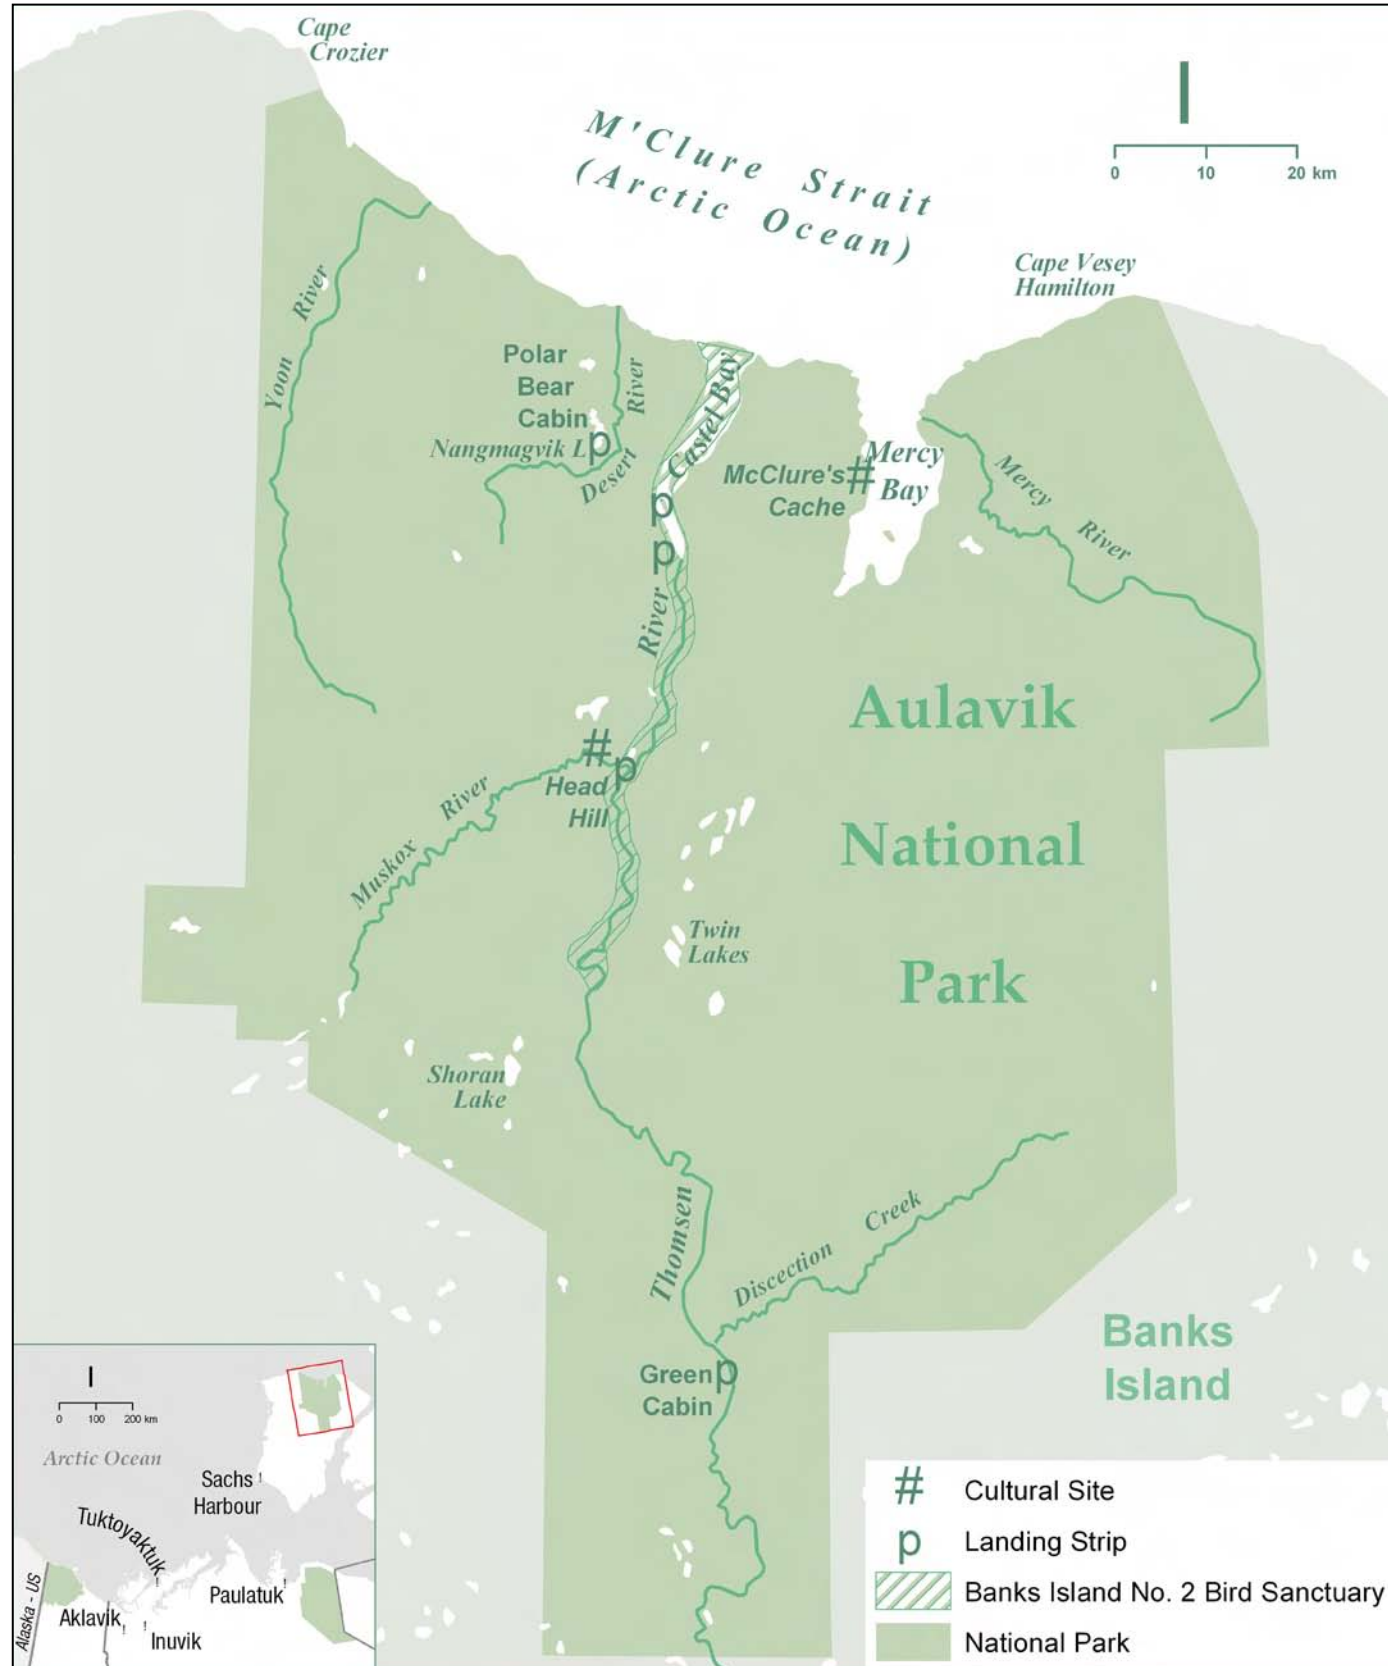 Cape
Crozier
M'Clure Strait
(Arctic Ocean)
0 10 20 km
Cape Vesey
Hamilton
Yoon River
Polar
Bear
Cabin
p
Nangmagvik L
Desert River
Castel Bay
McClure's #
Cache
Mercy
Bay
Mercy River
p
p
River
Aulavik
National
Park
#
p
Head
Hill
Muskox River
Twin
Lakes
Shoran
Lake
Thomsen
Discection Creek
Green p
Cabin
Banks
Island
0 100 200 km
Arctic Ocean
Sachs
Harbour
Tuktoyaktuk
Paulatuk
Alaska - US
Aklavik
Inuvik
# Cultural Site
p Landing Strip
Banks Island No. 2 Bird Sanctuary
National Park